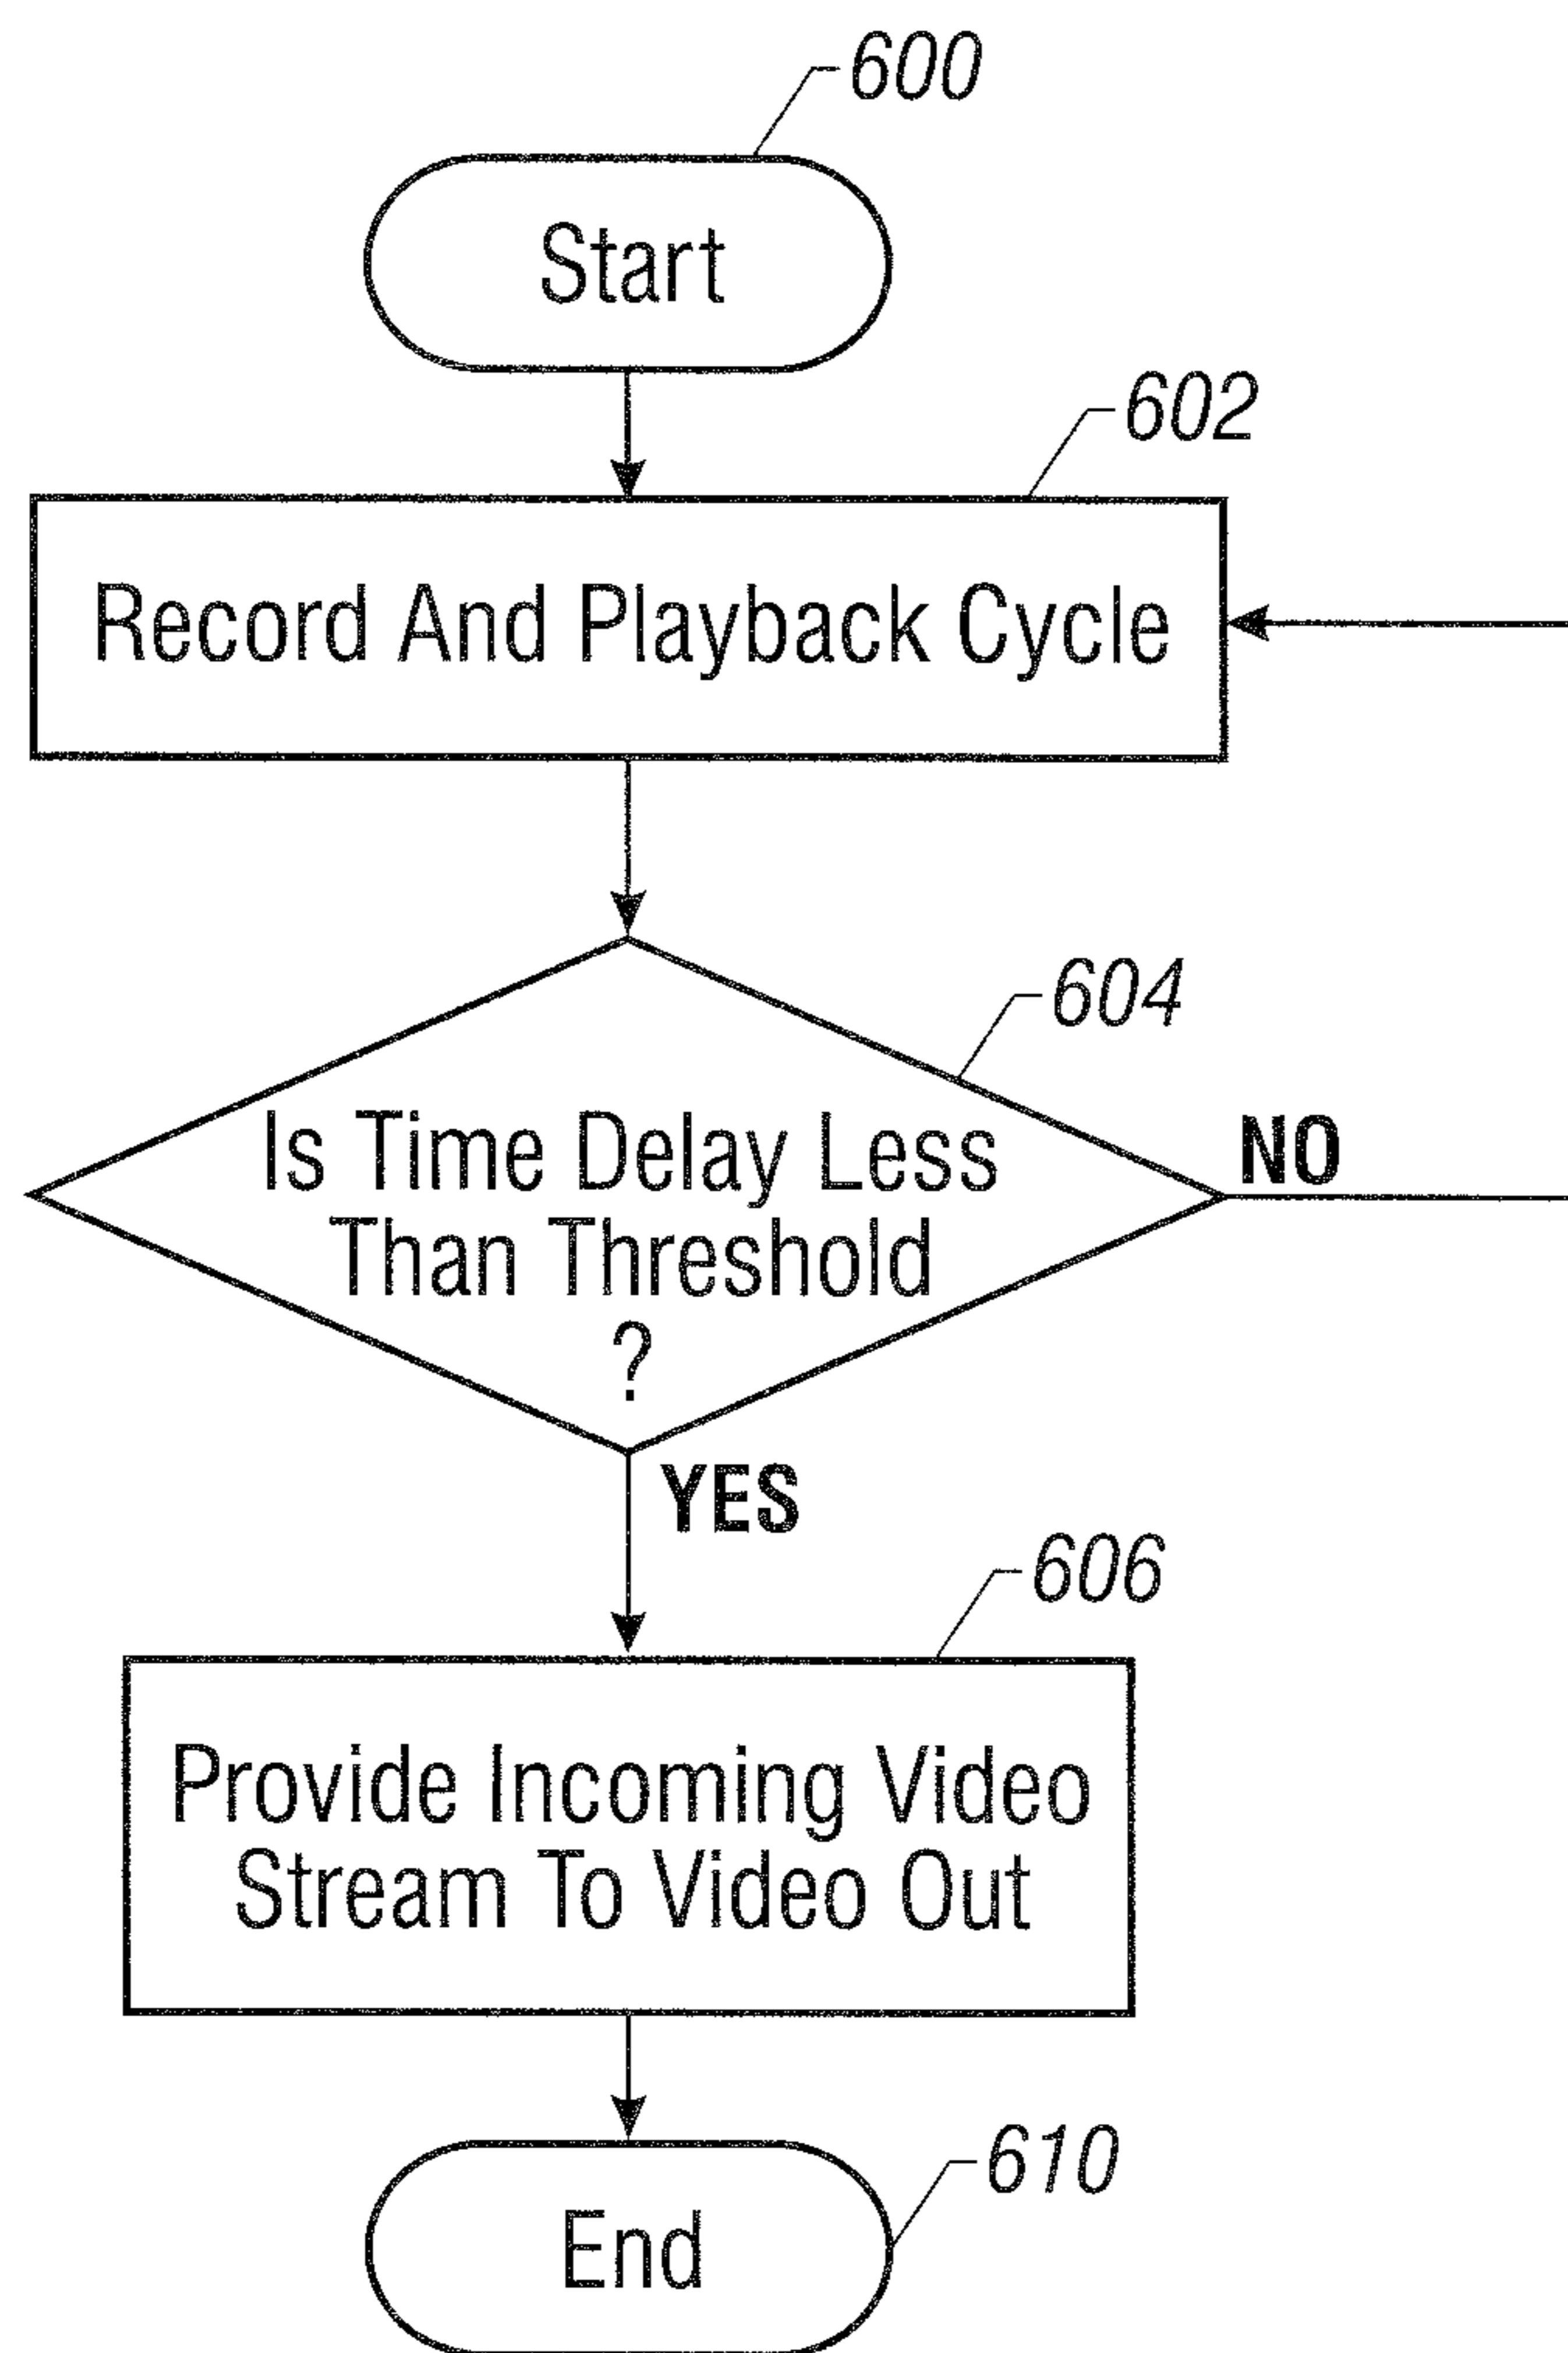 600
Start
602
Record And Playback Cycle
604
Is Time Delay Less
Than Threshold
?
NO
YES
606
Provide Incoming Video
Stream To Video Out
610
End